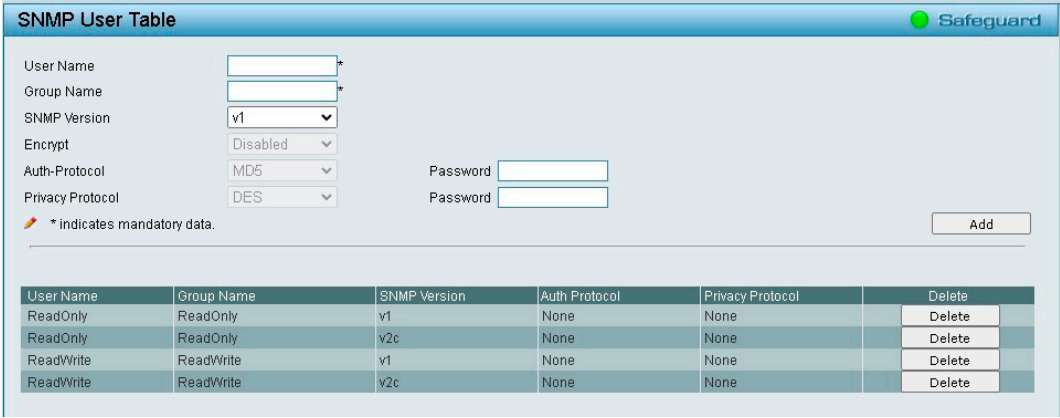 SNMP User Table Safeguard
User Name *
Group Name *
SNMP Version v1
Encrypt Disabled
Auth-Protocol MD5 Password
Privacy Protocol DES Password
* indicates mandatory data. Add
User Name Group Name SNMP Version Auth Protocol Privacy Protocol Delete
ReadOnly ReadOnly v1 None None Delete
ReadOnly ReadOnly v2c None None Delete
ReadWrite ReadWrite v1 None None Delete
ReadWrite ReadWrite v2c None None Delete